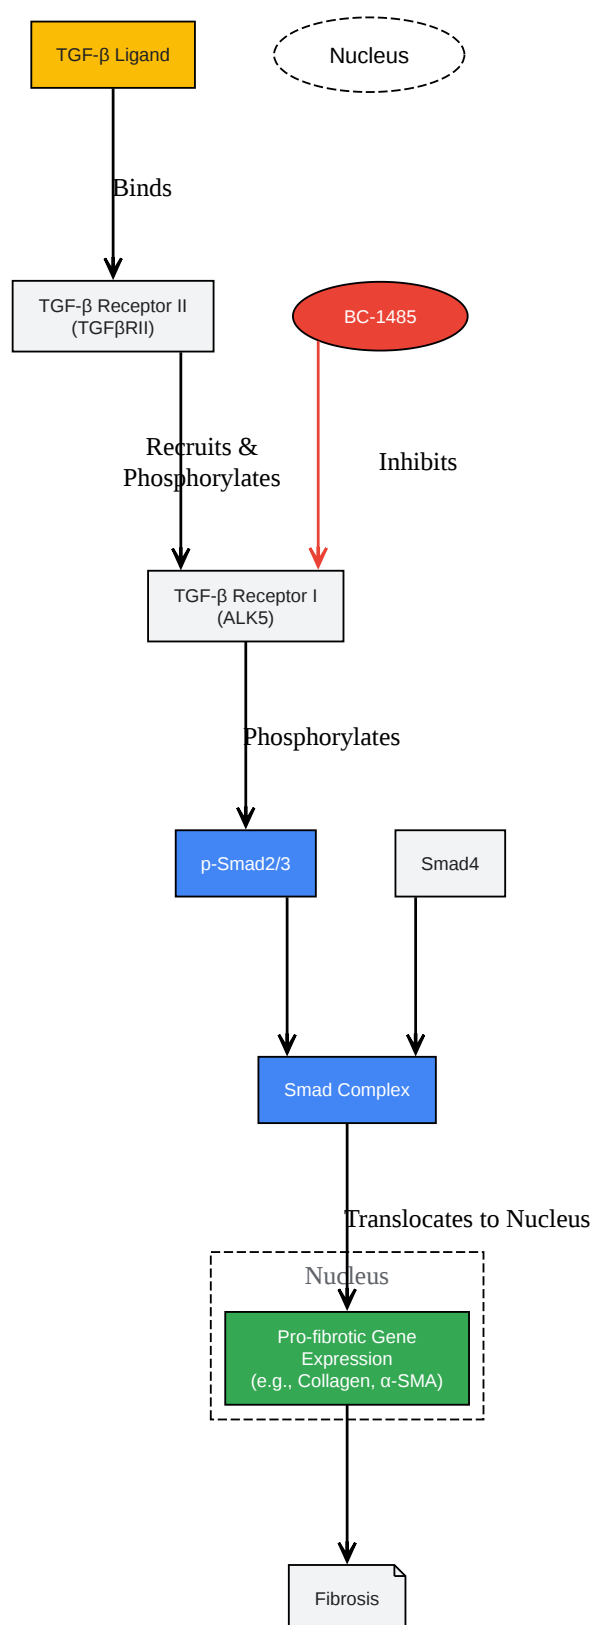 TGF-β Ligand
Nucleus
Binds
TGF-β Receptor II
(TGFβRII)
BC-1485
Recruits &
Phosphorylates
Inhibits
TGF-β Receptor I
(ALK5)
Phosphorylates
p-Smad2/3
Smad4
Smad Complex
Translocates to Nucleus
Nucleus
Pro-fibrotic Gene
Expression
(e.g., Collagen, α-SMA)
Fibrosis